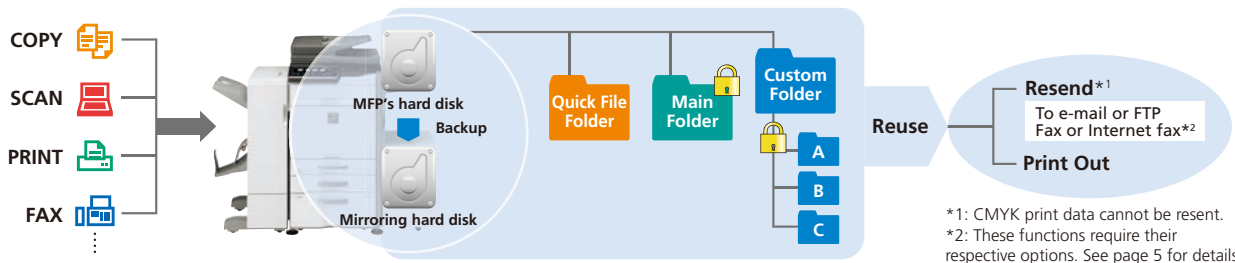 COPY
SCAN
PRINT
FAX
MFP's hard disk
Backup
Mirroring hard disk
Quick File
Folder
Main
Folder
Custom
Folder
A
B
C
Reuse
Resend*1
To e-mail or FTP
Fax or Internet fax*2
Print Out
*1: CMYK print data cannot be resent.
*2: These functions require their
respective options. See page 5 for details